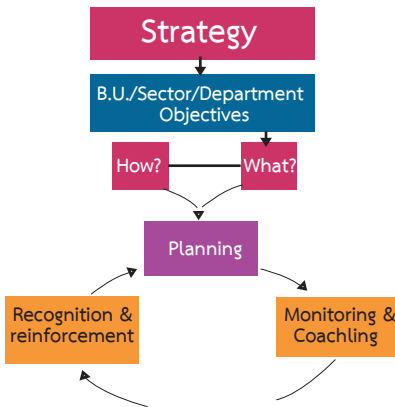 Strategy
B.U./Sector/Department
Objectives
How?
What?
Planning
Recognition &
reinforcement
Monitoring &
Coachling